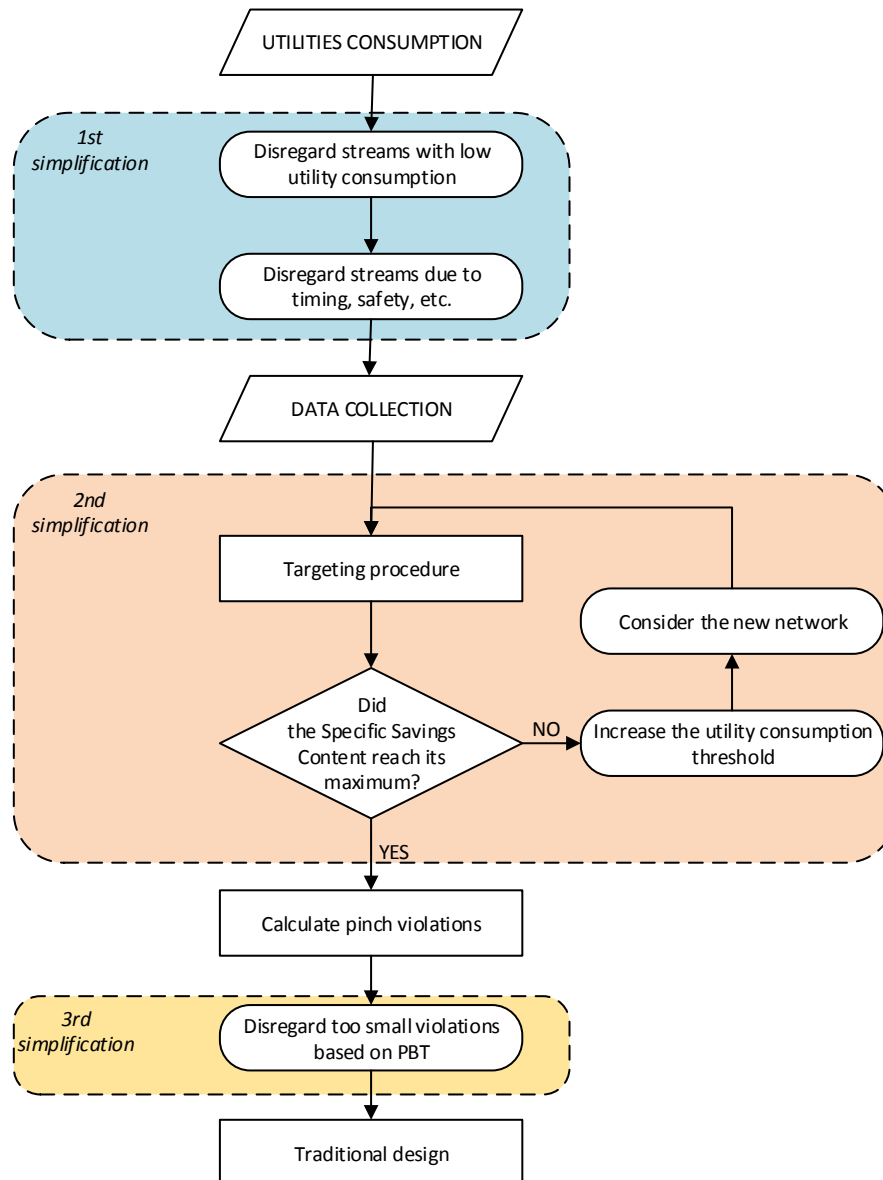 UTILITIES CONSUMPTION
1st
simplification
Disregard streams with low
utility consumption
Disregard streams due to
timing, safety, etc.
DATA COLLECTION
2nd
simplification
Targeting procedure
Consider the new network
Did
the Specific Savings
Content reach its
maximum?
NO
Increase the utility consumption
threshold
YES
Calculate pinch violations
3rd
simplification
Disregard too small violations
based on PBT
Traditional design